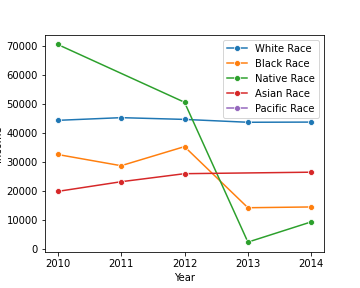 White Race
Black Race
Native Race
Asian Race
Pacific Race
70000
60000
50000
40000
30000
20000
10000
0
2010 2011 2012 2013 2014
Year